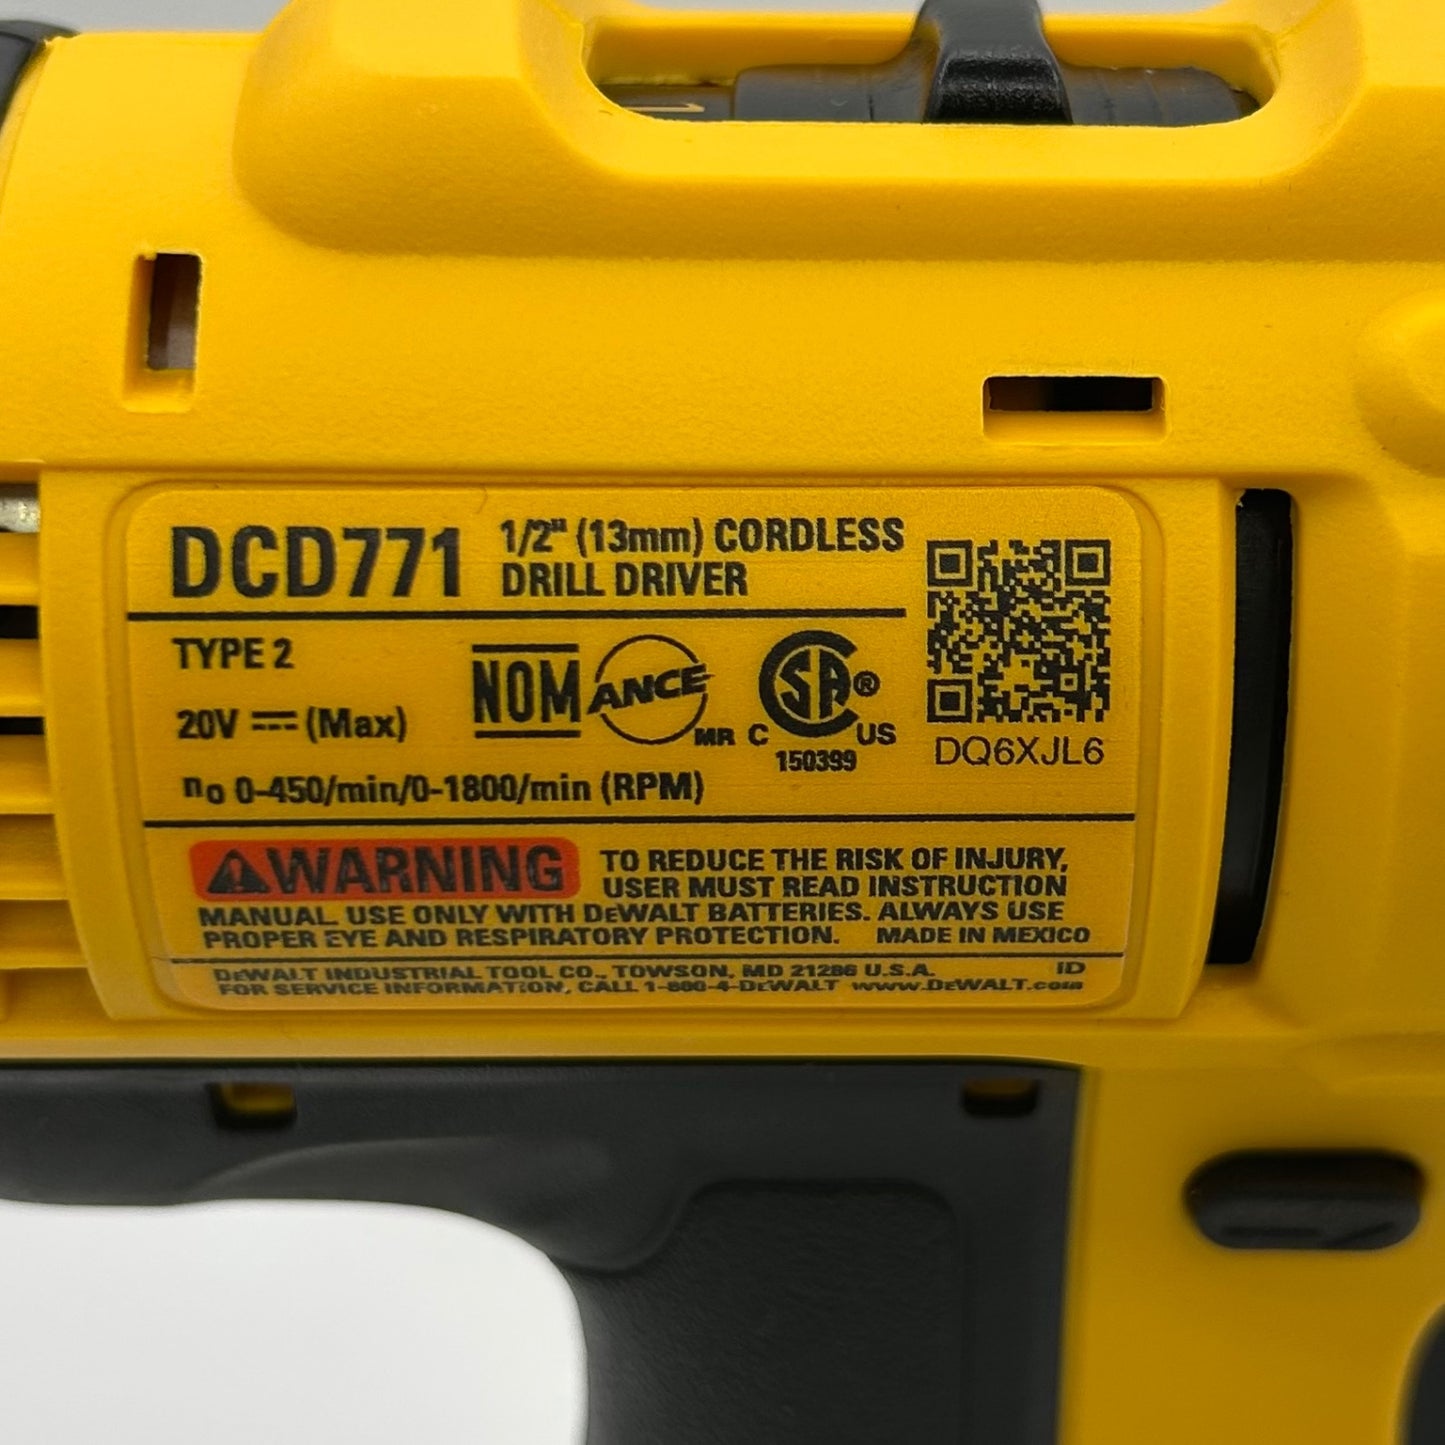 1
DCD771 1/2" (13mm) CORDLESS
DRILL DRIVER
TYPE 2
20V ⎓ (Max)
NOM ANCE MR
C SA ® US
150399
DQ6XJL6
no 0-450/min/0-1800/min (RPM)
WARNING TO REDUCE THE RISK OF INJURY,
USER MUST READ INSTRUCTION
MANUAL. USE ONLY WITH DeWALT BATTERIES. ALWAYS USE
PROPER EYE AND RESPIRATORY PROTECTION. MADE IN MEXICO
DeWALT INDUSTRIAL TOOL CO., TOWSON, MD 21286 U.S.A. ID
FOR SERVICE INFORMATION, CALL 1-800-4-DeWALT www.DeWALT.com